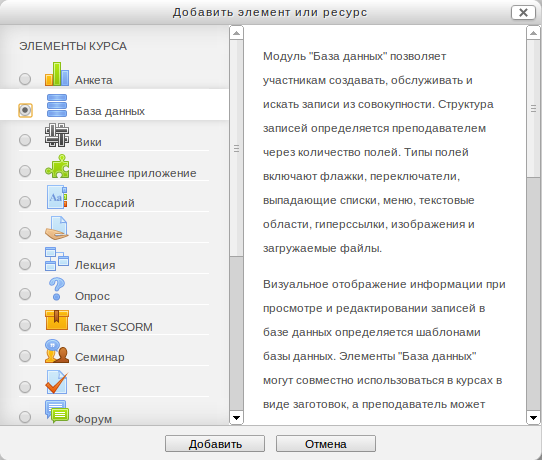 Добавить элемент или ресурс
ЭЛЕМЕНТЫ КУРСА
Анкета
База данных
Вики
Внешнее приложение
Aa
Глоссарий
Задание
Лекция
?
Опрос
Пакет SCORM
Семинар
Тест
Форум
Модуль "База данных" позволяет
участникам создавать, обслуживать и
искать записи из совокупности. Структура
записей определяется преподавателем
через количество полей. Типы полей
включают флажки, переключатели,
выпадающие списки, меню, текстовые
области, гиперссылки, изображения и
загружаемые файлы.
Визуальное отображение информации при
просмотре и редактировании записей в
базе данных определяется шаблонами
базы данных. Элементы "База данных"
могут совместно использоваться в курсах в
виде заготовок, а преподаватель может
Добавить
Отмена